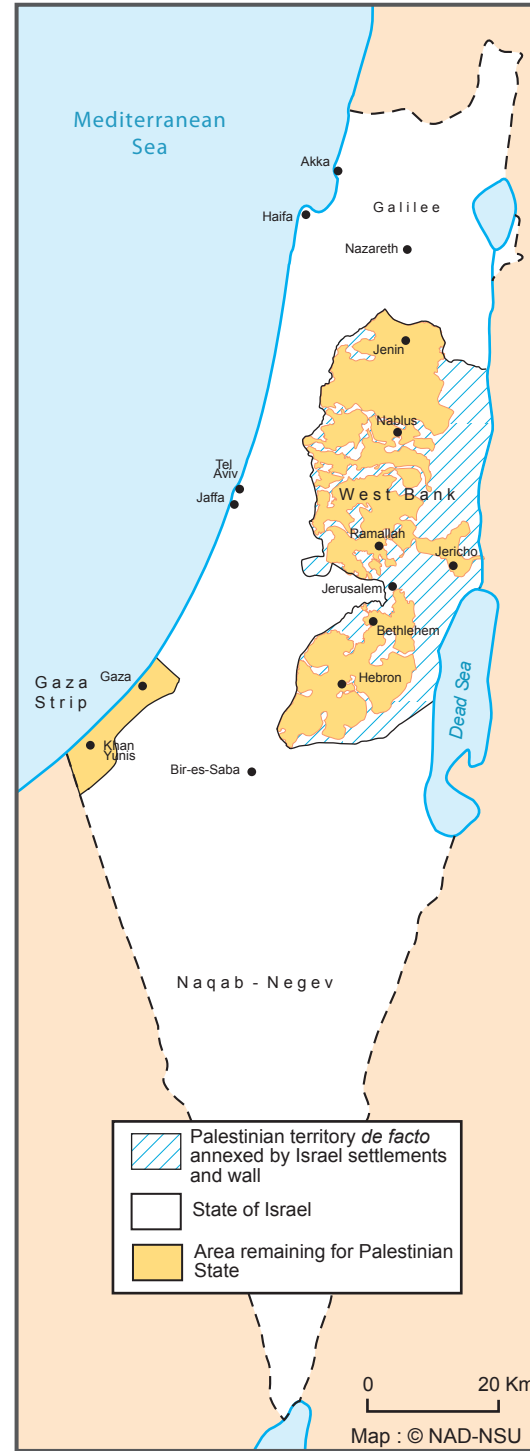 Mediterranean
Sea
Akka
Galilee
Haifa
Nazareth
Jenin
Nablus
Tel
Aviv
Jaffa
West Bank
Ramallah
Jericho
Jerusalem
Bethlehem
Gaza
Strip
Gaza
Hebron
Dead Sea
Khan
Yunis
Bir-es-Saba
Naqab - Negev
Palestinian territory de facto
annexed by Israel settlements
and wall
State of Israel
Area remaining for Palestinian
State
0 20 Km
Map : © NAD-NSU